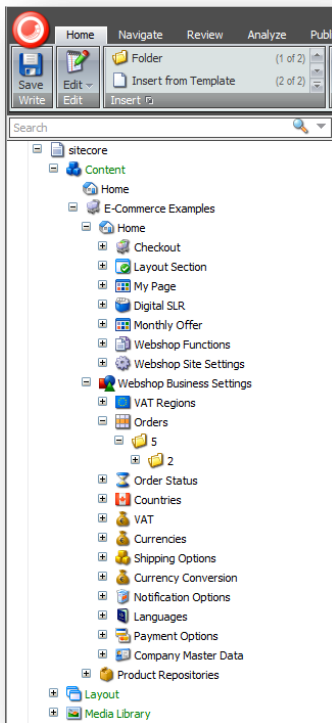 Home Navigate Review Analyze Publ
Save
Edit
Folder (1 of 2)
Insert from Template (2 of 2)
Write Edit Insert
Search
sitecore
Content
Home
E-Commerce Examples
Home
Checkout
Layout Section
My Page
Digital SLR
Monthly Offer
Webshop Functions
Webshop Site Settings
Webshop Business Settings
VAT Regions
Orders
5
2
Order Status
Countries
VAT
Currencies
Shipping Options
Currency Conversion
Notification Options
Languages
Payment Options
Company Master Data
Product Repositories
Layout
Media Library